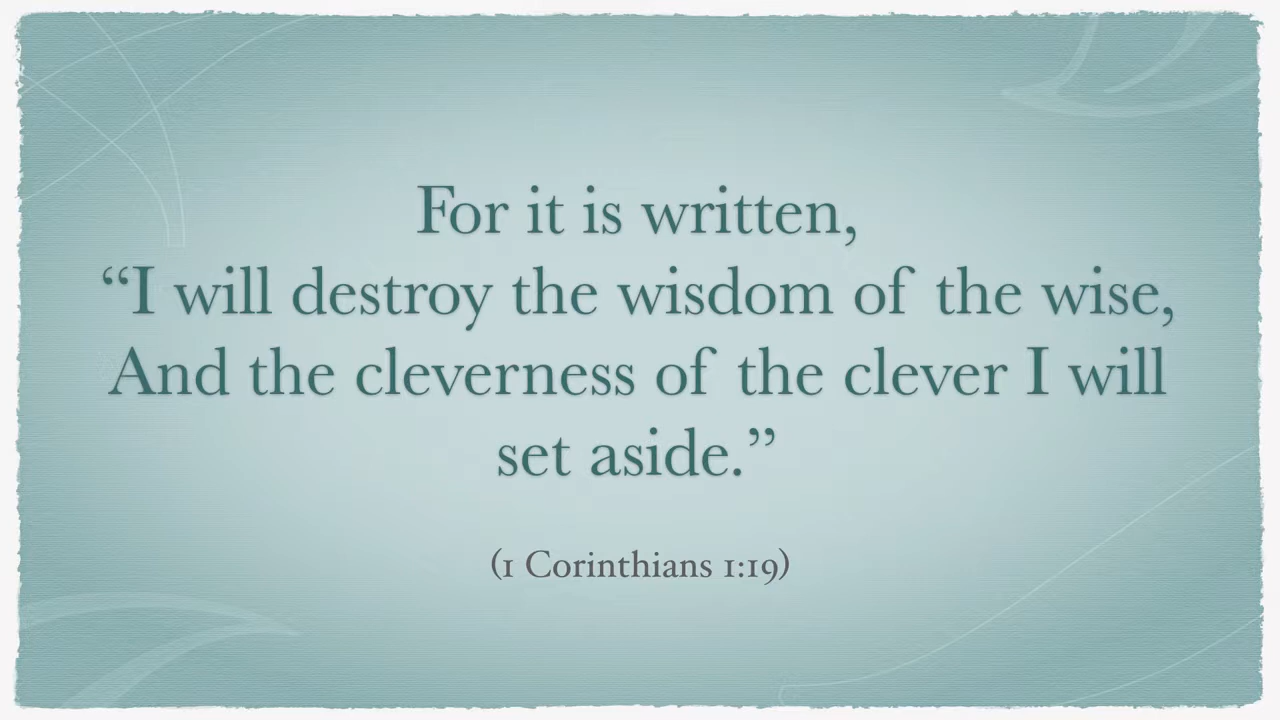 For it is written,
“I will destroy the wisdom of the wise,
And the cleverness of the clever I will
set aside.”
(1 Corinthians 1:19)